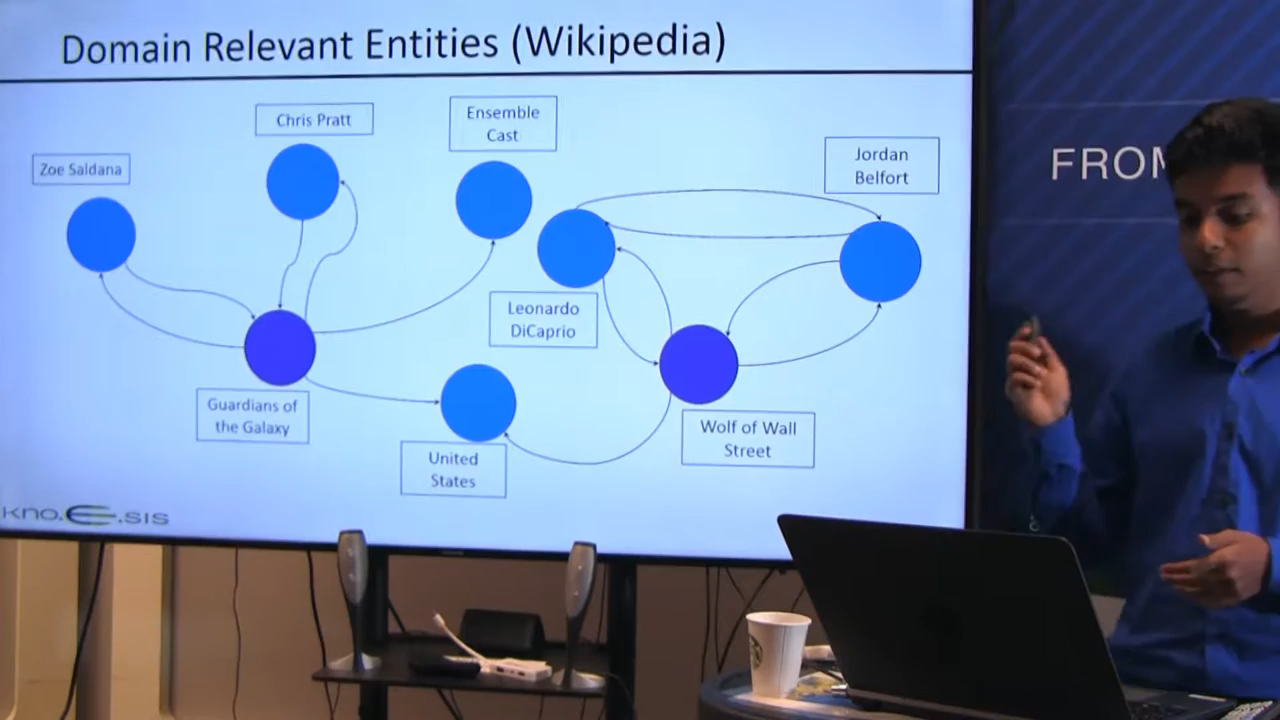 Domain Relevant Entities (Wikipedia)
Zoe Saldana
Chris Pratt
Ensemble
Cast
Jordan
Belfort
Leonardo
DiCaprio
Guardians of
the Galaxy
United
States
Wolf of Wall
Street
kno.e.sis
FROM